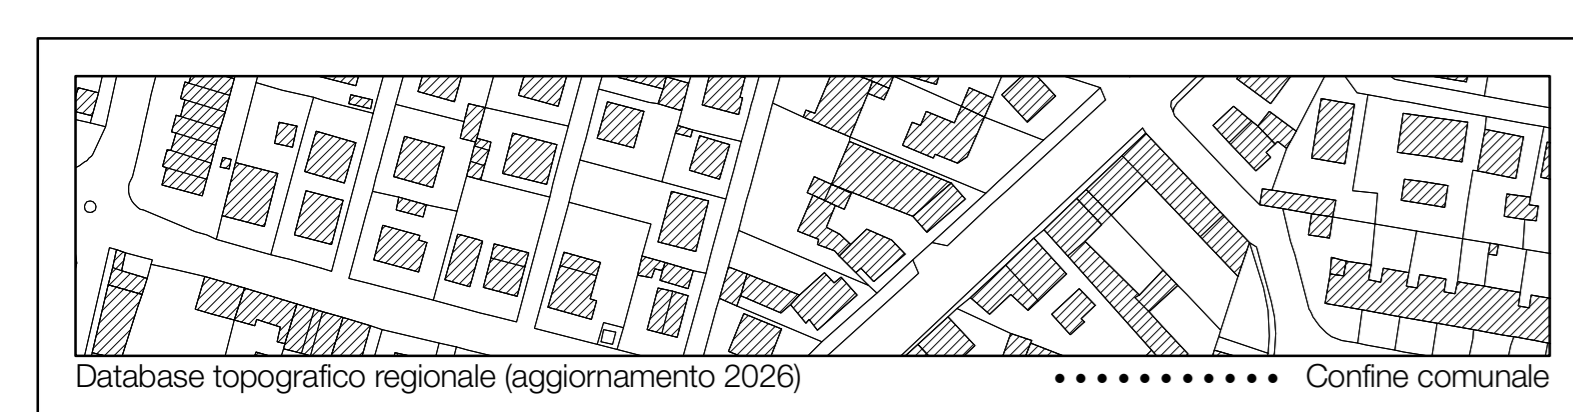 Database topografico regionale (aggiornamento 2026)
Confine comunale